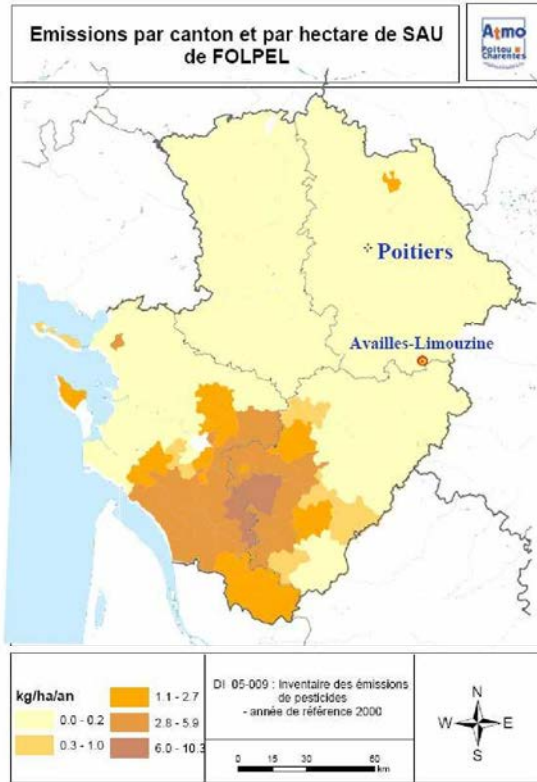 Emissions par canton et par hectare de SAU
de FOLPEL
Atmo
Poitou
Charentes
Poitiers
Availles-Limouzine
kg/ha/an
0.0 - 0.2
0.3 - 1.0
1.1 - 2.7
2.8 - 5.9
6.0 - 10.3
DI 05-009 : Inventaire des émissions
de pesticides
- année de référence 2000
0 15 30 60
km
N
W E
S